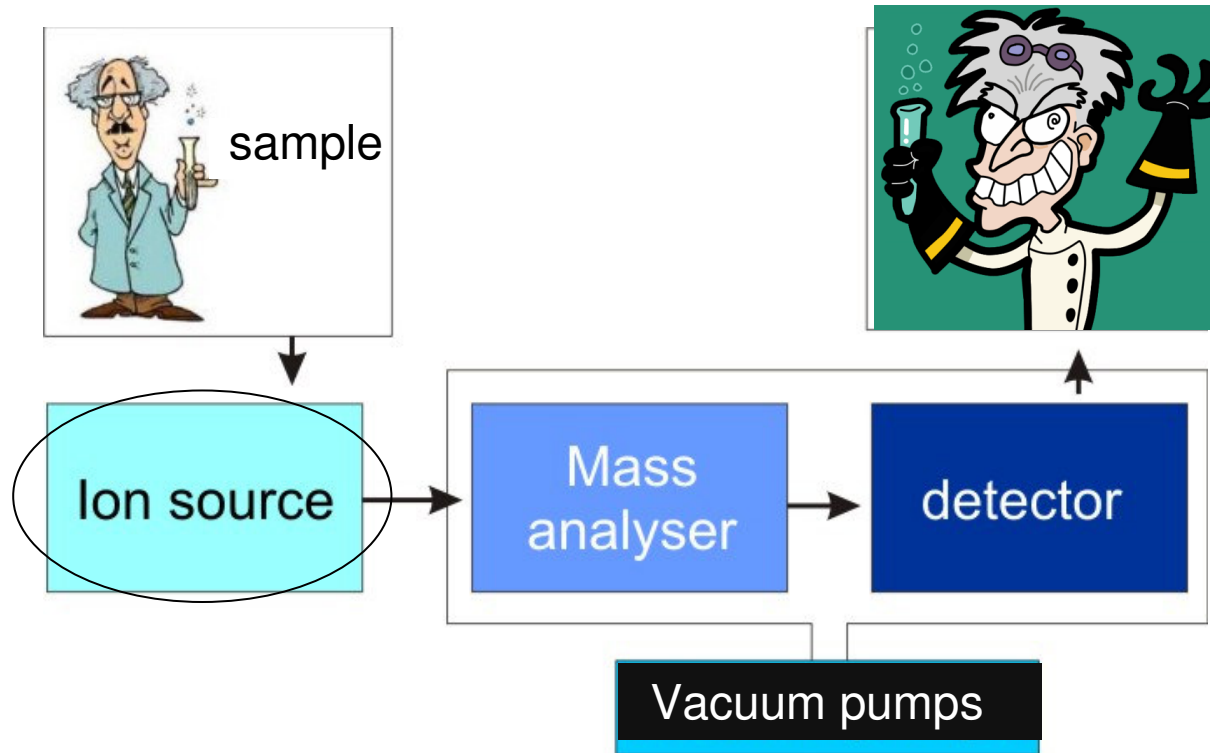 sample
Ion source
Mass
analyser
detector
Vacuum pumps